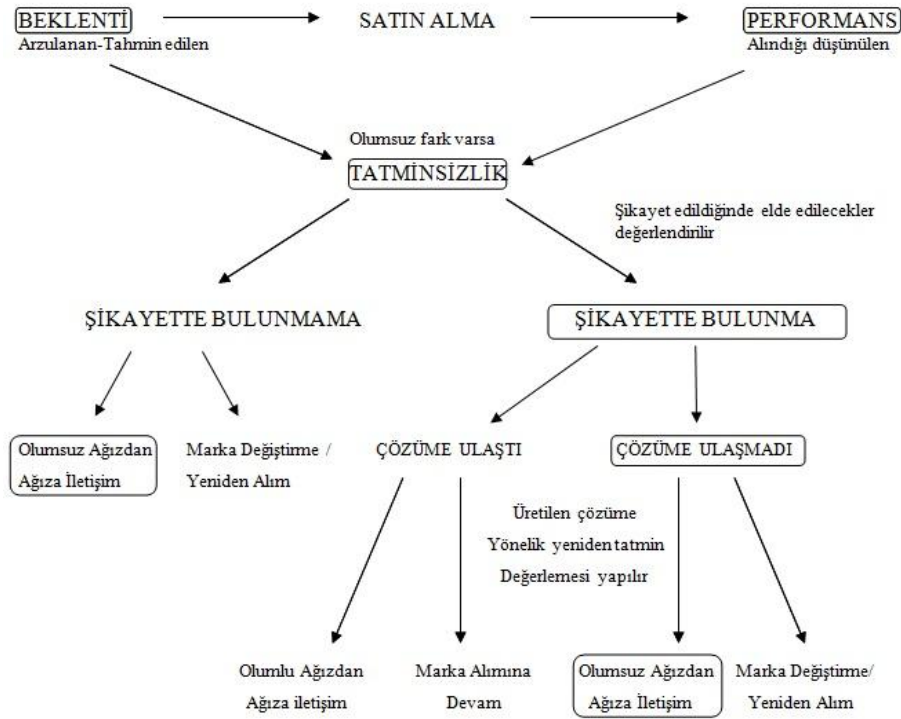 BEKLENTİ
SATIN ALMA
PERFORMANS
Arzulanan-Tahmin edilen
Alındığı düşünülen
Olumsuz fark varsa
TATMİNSİZLİK
Şikayet edildiğinde elde edilecekler
değerlendirilir
ŞİKAYETTE BULUNMAMA
ŞİKAYETTE BULUNMA
Olumsuz Ağızdan
Ağıza İletişim
Marka Değiştirme /
Yeniden Alım
ÇÖZÜME ULAŞTI
ÇÖZÜME ULAŞMADI
Üretilen çözüme
Yönelik yeniden tatmin
Değerlemesi yapılır
Olumlu Ağızdan
Ağıza iletişim
Marka Alımına
Devam
Olumsuz Ağızdan
Ağıza İletişim
Marka Değiştirme/
Yeniden Alım